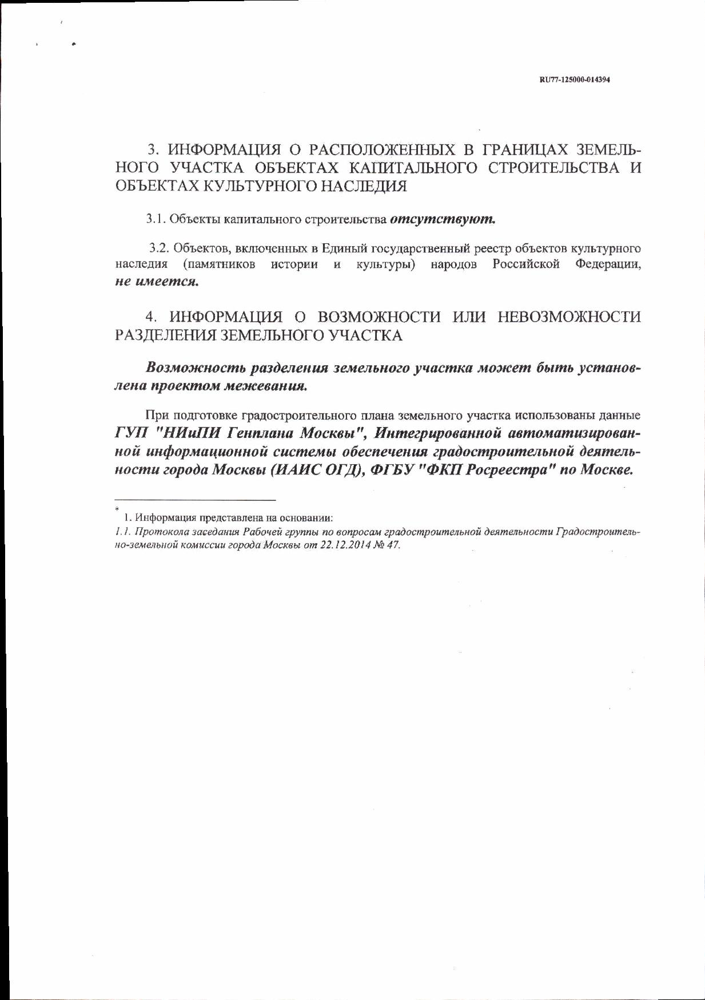 RU77-125000-014394
3. ИНФОРМАЦИЯ О РАСПОЛОЖЕННЫХ В ГРАНИЦАХ ЗЕМЕЛЬ-
НОГО УЧАСТКА ОБЪЕКТАХ КАПИТАЛЬНОГО СТРОИТЕЛЬСТВА И
ОБЪЕКТАХ КУЛЬТУРНОГО НАСЛЕДИЯ
3.1. Объекты капитального строительства отсутствуют.
3.2. Объектов, включенных в Единый государственный реестр объектов культурного
наследия (памятников истории и культуры) народов Российской Федерации,
не имеется.
4. ИНФОРМАЦИЯ О ВОЗМОЖНОСТИ ИЛИ НЕВОЗМОЖНОСТИ
РАЗДЕЛЕНИЯ ЗЕМЕЛЬНОГО УЧАСТКА
Возможность разделения земельного участка может быть установ-
лена проектом межевания.
При подготовке градостроительного плана земельного участка использованы данные
ГУП "НИиПИ Генплана Москвы", Интегрированной автоматизирован-
ной информационной системы обеспечения градостроительной деятель-
ности города Москвы (ИАИС ОГД), ФГБУ "ФКП Росреестра" по Москве.
*
1. Информация представлена на основании:
1.1. Протокола заседания Рабочей группы по вопросам градостроительной деятельности Градостроитель-
но-земельной комиссии города Москвы от 22.12.2014 № 47.